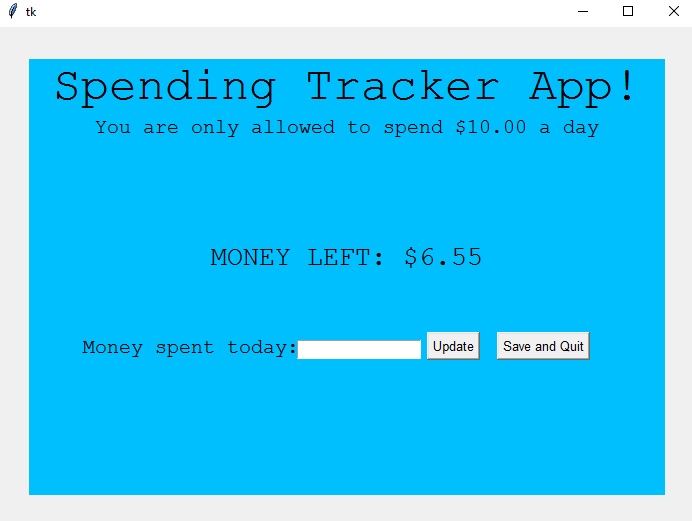 tk
Spending Tracker App!
You are only allowed to spend $10.00 a day
MONEY LEFT: $6.55
Money spent today: Update Save and Quit